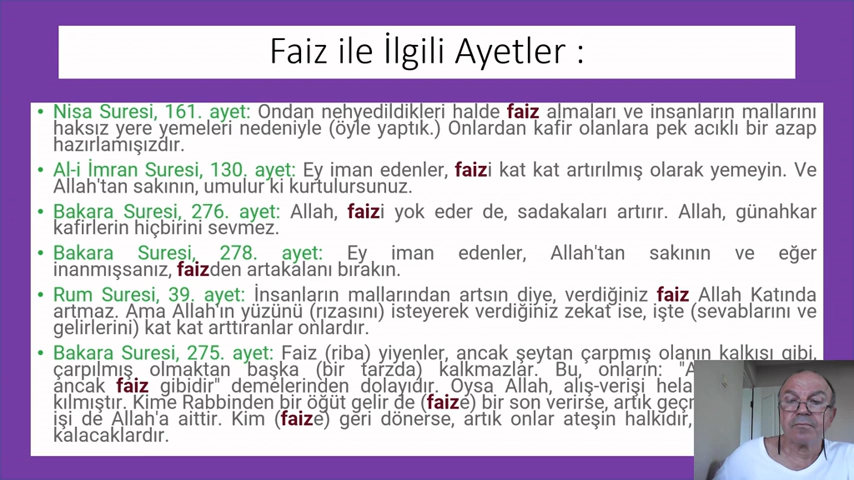 Faiz ile İlgili Ayetler :
• Nisa Suresi, 161. ayet: Ondan nehyedildikleri halde faiz almaları ve insanların mallarını
haksız yere yemeleri nedeniyle (öyle yaptık.) Onlardan kafir olanlara pek acıklı bir azap
hazırlamışızdır.
• Al-i İmran Suresi, 130. ayet: Ey iman edenler, faizi kat kat artırılmış olarak yemeyin. Ve
Allah'tan sakının, umulur ki kurtulursunuz.
• Bakara Suresi, 276. ayet: Allah, faizi yok eder de, sadakaları artırır. Allah, günahkar
kafirlerin hiçbirini sevmez.
• Bakara Suresi, 278. ayet: Ey iman edenler, Allah'tan sakının ve eğer
inanmışsanız, faizden artakalanı bırakın.
• Rum Suresi, 39. ayet: İnsanların mallarından artsın diye, verdiğiniz faiz Allah Katında
artmaz. Ama Allah'ın yüzünü (rızasını) isteyerek verdiğiniz zekat ise, işte (sevablarını ve
gelirlerini) kat kat arttıranlar onlardır.
• Bakara Suresi, 275. ayet: Faiz (riba) yiyenler, ancak şeytan çarpmış olanın kalkışı gibi,
çarpılmış olmaktan başka (bir tarzda) kalkmazlar. Bu, onların: "A
ancak faiz gibidir" demelerinden dolayıdır. Oysa Allah, alış-verişi hela
kılmıştır. Kime Rabbinden bir öğüt gelir de (faize) bir son verirse, artık geçm
işi de Allah'a aittir. Kim (faize) geri dönerse, artık onlar ateşin halkıdır,
kalacaklardır.